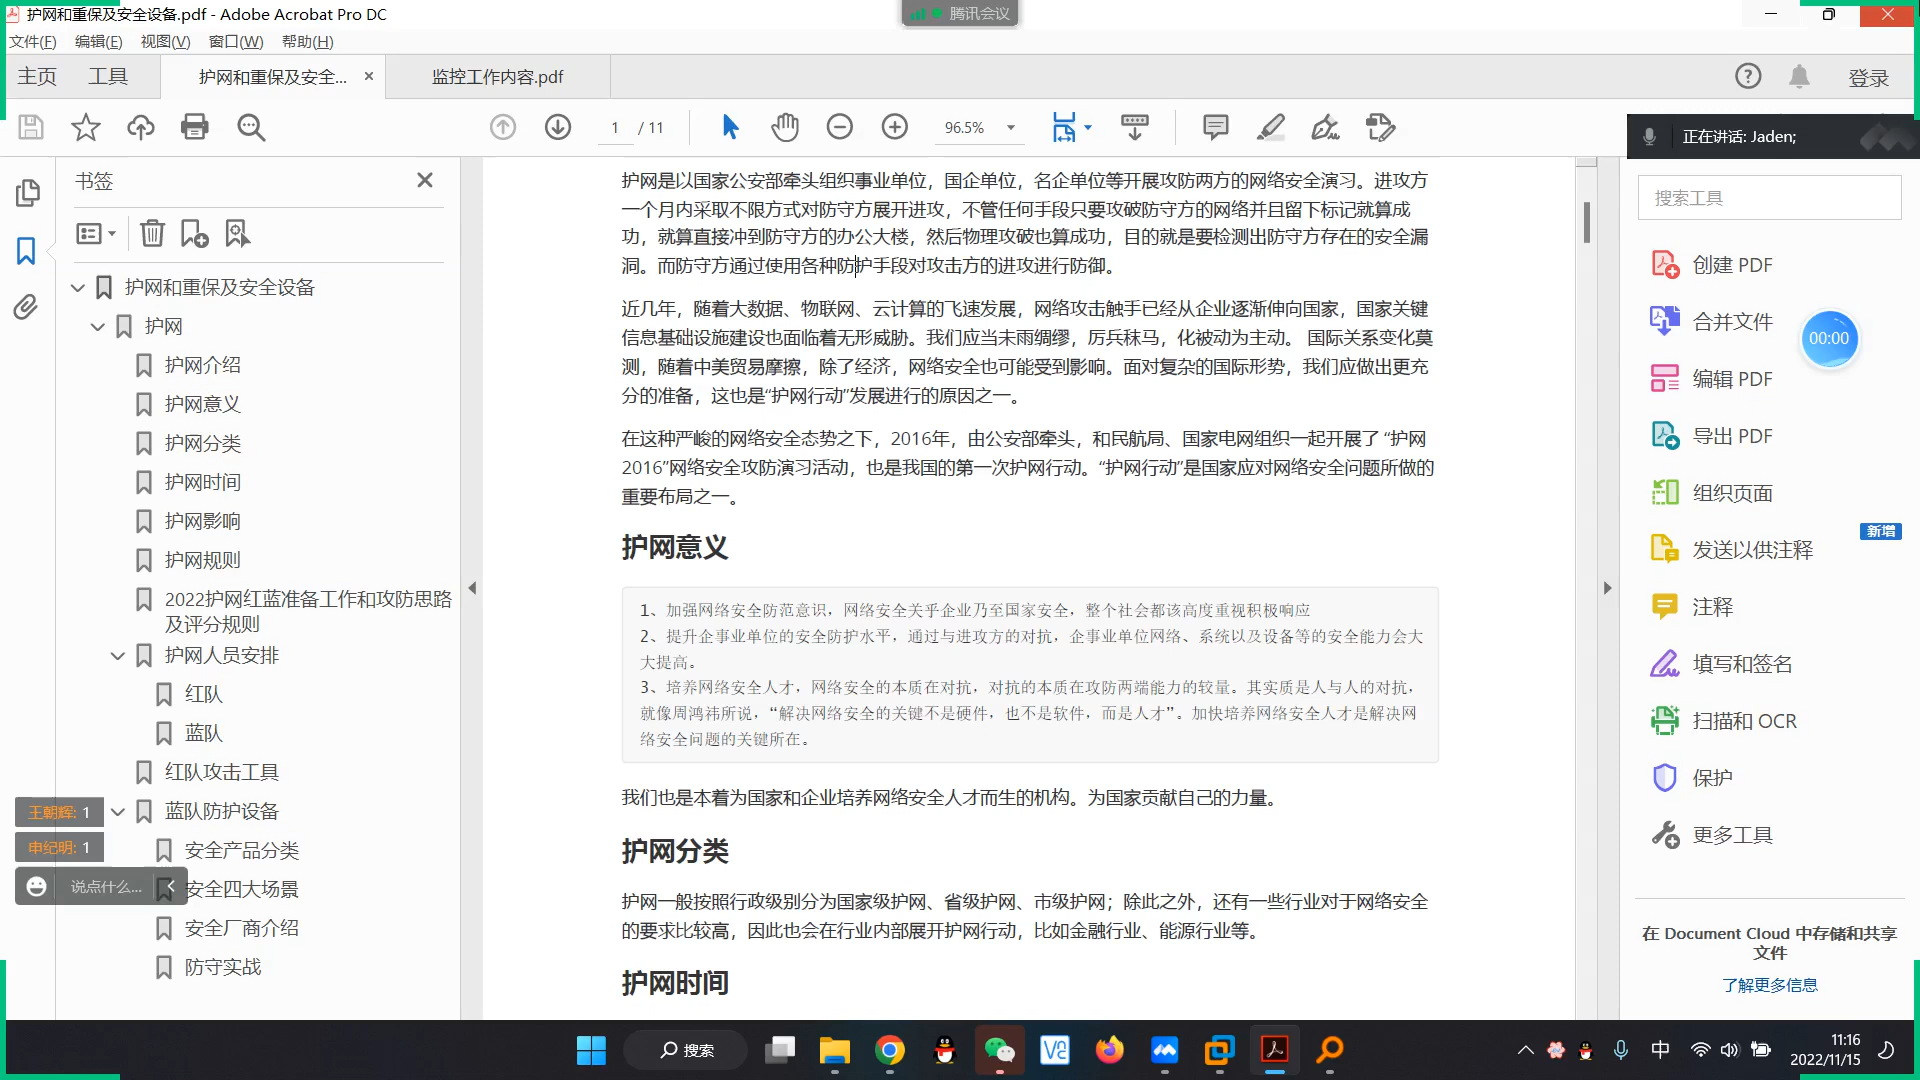 护网和重保及安全设备.pdf - Adobe Acrobat Pro DC
腾讯会议
文件(F) 编辑(E) 视图(V) 窗口(W) 帮助(H)
主页 工具 护网和重保及安全... × 监控工作内容.pdf 登录
1 / 11 96.5%
正在讲话: Jaden;
书签
护网和重保及安全设备
护网
护网介绍
护网意义
护网分类
护网时间
护网影响
护网规则
2022护网红蓝准备工作和攻防思路
及评分规则
护网人员安排
红队
蓝队
红队攻击工具
蓝队防护设备
安全产品分类
安全四大场景
安全厂商介绍
防守实战
王朝辉: 1
申纪明: 1
说点什么...
护网是以国家公安部牵头组织事业单位，国企单位，名企单位等开展攻防两方的网络安全演习。进攻方
一个月内采取不限方式对防守方展开进攻，不管任何手段只要攻破防守方的网络并且留下标记就算成
功，就算直接冲到防守方的办公大楼，然后物理攻破也算成功，目的就是要检测出防守方存在的安全漏
洞。而防守方通过使用各种防护手段对攻击方的进攻进行防御。
近几年，随着大数据、物联网、云计算的飞速发展，网络攻击触手已经从企业逐渐伸向国家，国家关键
信息基础设施建设也面临着无形威胁。我们应当未雨绸缪，厉兵秣马，化被动为主动。 国际关系变化莫
测，随着中美贸易摩擦，除了经济，网络安全也可能受到影响。面对复杂的国际形势，我们应做出更充
分的准备，这也是“护网行动”发展进行的原因之一。
在这种严峻的网络安全态势之下，2016年，由公安部牵头，和民航局、国家电网组织一起开展了 “护网
2016”网络安全攻防演习活动，也是我国的第一次护网行动。“护网行动”是国家应对网络安全问题所做的
重要布局之一。
护网意义
1、加强网络安全防范意识，网络安全关乎企业乃至国家安全，整个社会都该高度重视积极响应
2、提升企事业单位的安全防护水平，通过与进攻方的对抗，企事业单位网络、系统以及设备等的安全能力会大
大提高。
3、培养网络安全人才，网络安全的本质在对抗，对抗的本质在攻防两端能力的较量。其实质是人与人的对抗，
就像周鸿祎所说，“解决网络安全的关键不是硬件，也不是软件，而是人才”。加快培养网络安全人才是解决网
络安全问题的关键所在。
我们也是本着为国家和企业培养网络安全人才而生的机构。为国家贡献自己的力量。
护网分类
护网一般按照行政级别分为国家级护网、省级护网、市级护网；除此之外，还有一些行业对于网络安全
的要求比较高，因此也会在行业内部展开护网行动，比如金融行业、能源行业等。
护网时间
搜索工具
创建 PDF
合并文件
00:00
编辑 PDF
导出 PDF
组织页面
新增
发送以供注释
注释
填写和签名
扫描和 OCR
保护
更多工具
在 Document Cloud 中存储和共享
文件
了解更多信息
搜索
中
11:16
2022/11/15